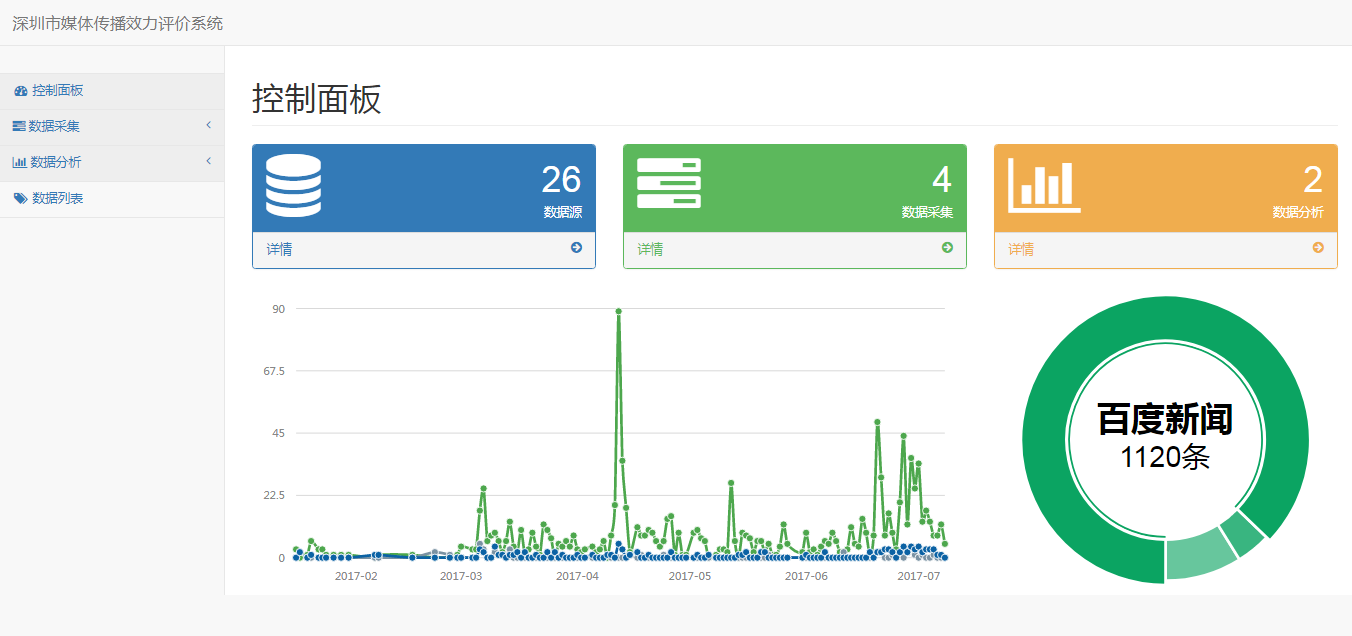 深圳市媒体传播效力评价系统
控制面板
数据采集
数据分析
数据列表
控制面板
26
数据源
详情
4
数据采集
详情
2
数据分析
详情
90
67.5
45
22.5
0
2017-02 2017-03 2017-04 2017-05 2017-06 2017-07
百度新闻
1120条